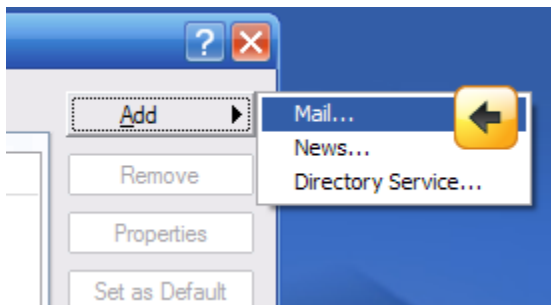 ?
Add
Mail...
News...
Directory Service...
Remove
Properties
Set as Default